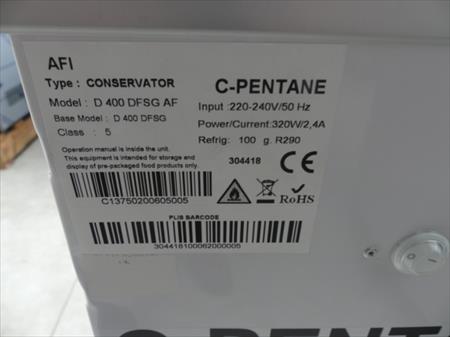 AFI
Type : CONSERVATOR
Model : D 400 DFSG AF
Base Model : D 400 DFSG
Class : 5
Operation manual is inside the unit.
This equipment is intended for storage and
display of pre-packaged food products only.
C13750200605005
C-PENTANE
Input :220-240V/50 Hz
Power/Current:320W/2,4A
Refrig: 100 g. R290
304418
CE
RoHS
PLIS BARCODE
304418100062000005
C-PENT